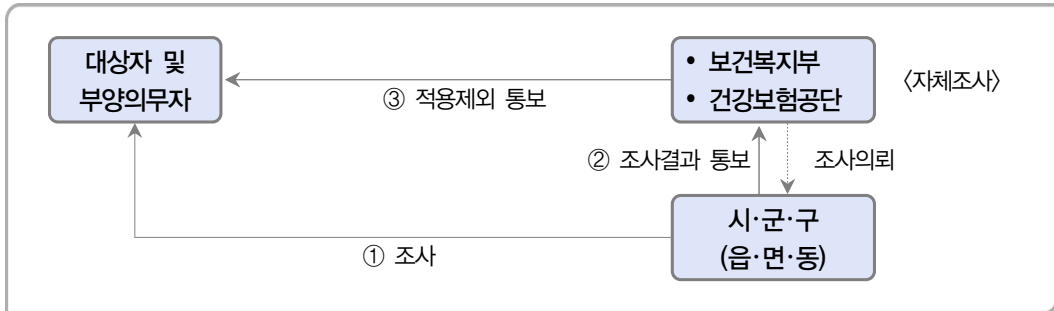 대상자 및
부양의무자
• 보건복지부
• 건강보험공단
〈자체조사〉
③ 적용제외 통보
② 조사결과 통보
조사의뢰
시·군·구
(읍·면·동)
① 조사